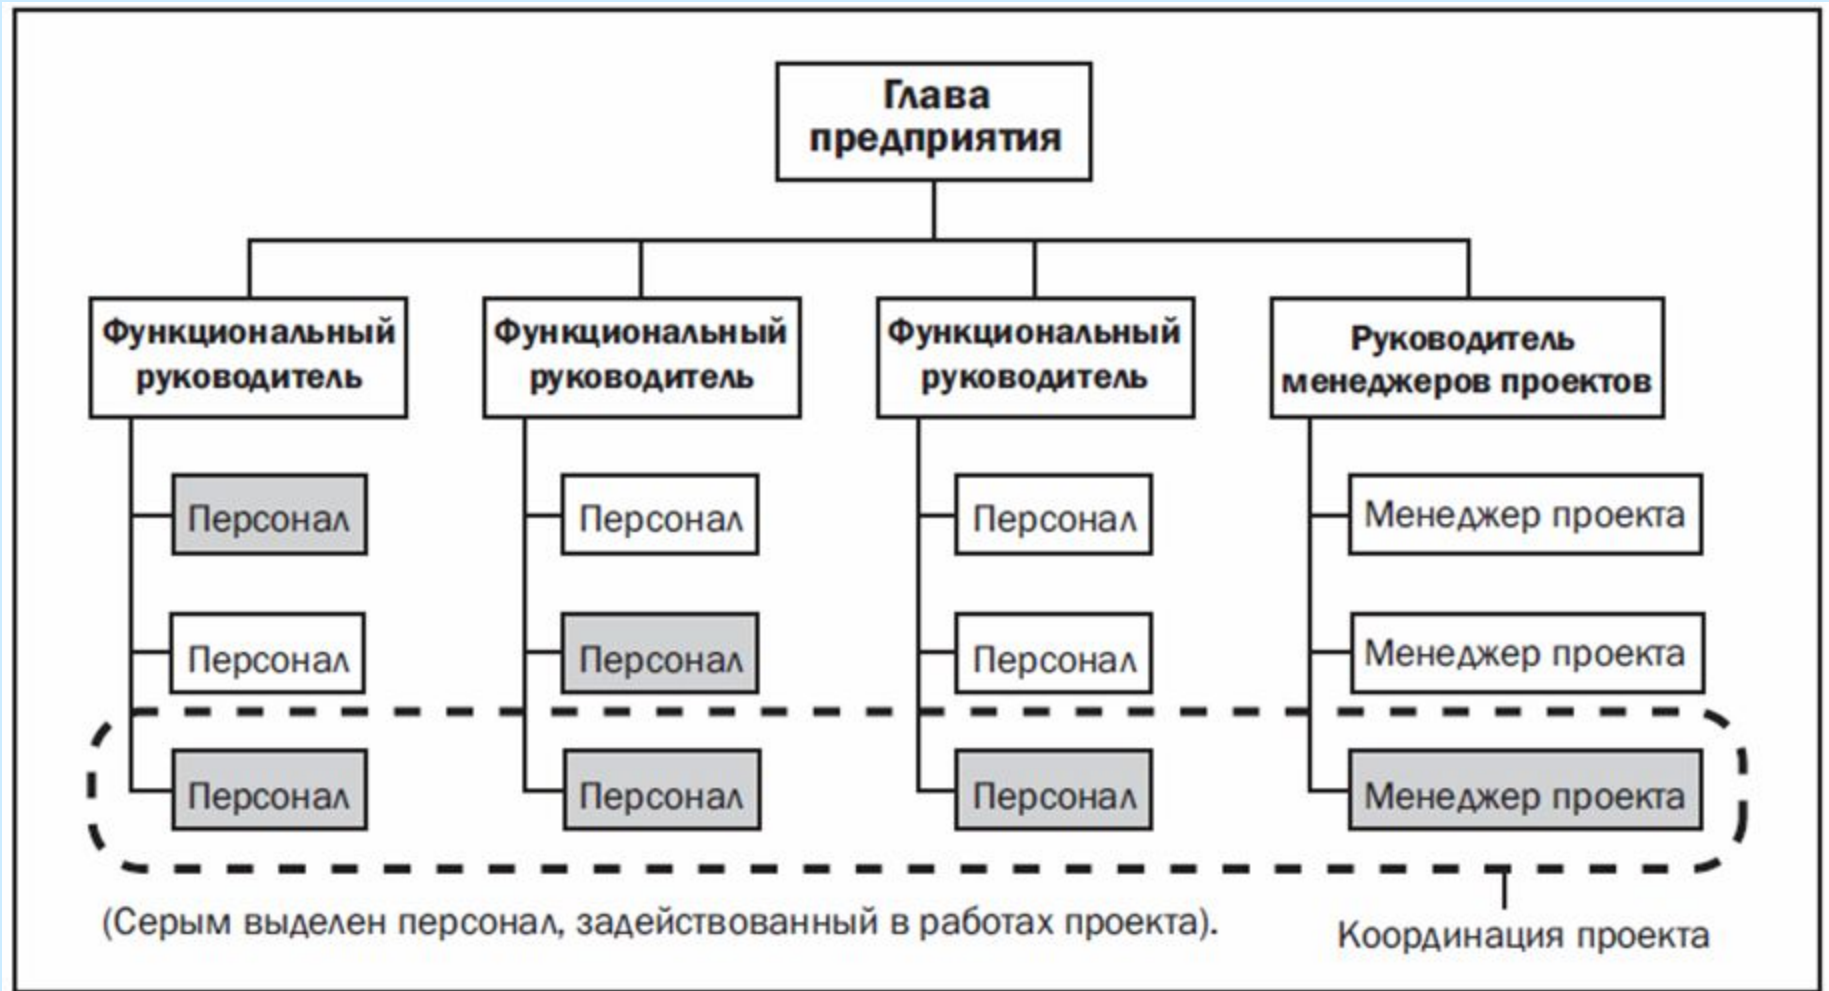 Глава
предприятия
Функциональный
руководитель
Функциональный
руководитель
Функциональный
руководитель
Руководитель
менеджеров проектов
Персонал
Персонал
Персонал
Менеджер проекта
Персонал
Персонал
Персонал
Менеджер проекта
Персонал
Персонал
Персонал
Менеджер проекта
(Серым выделен персонал, задействованный в работах проекта).
Координация проекта